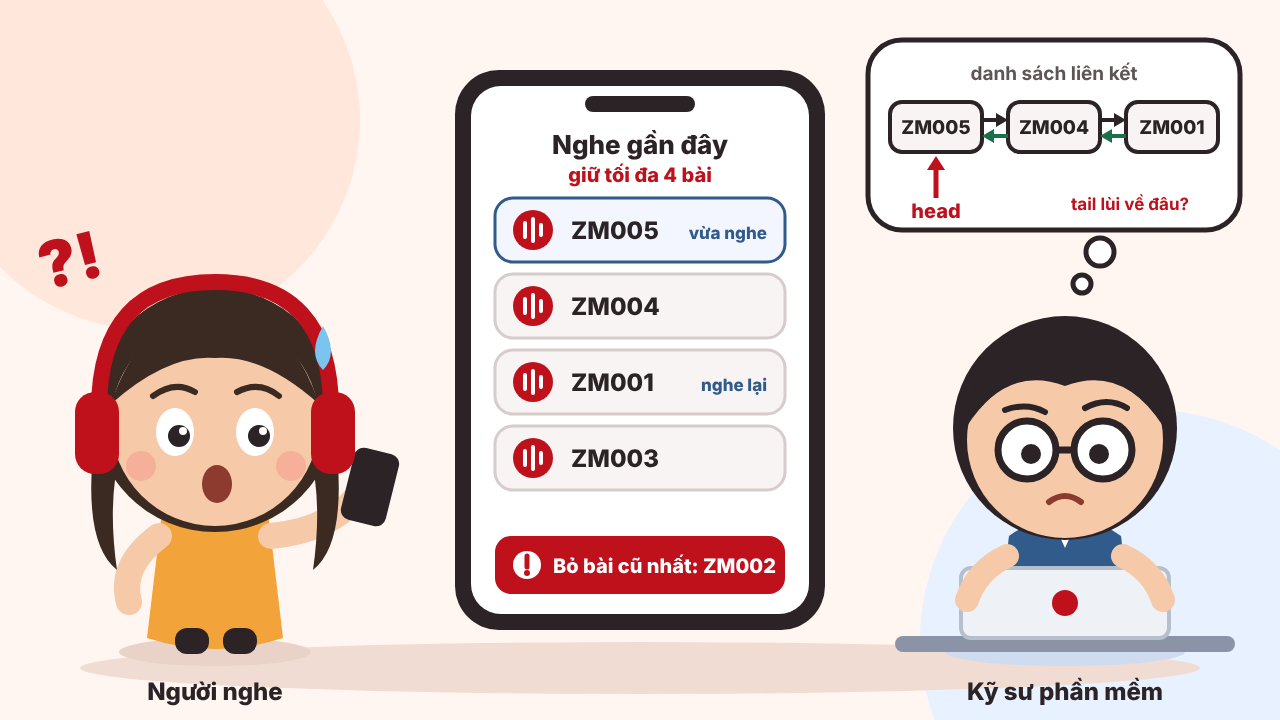 ?!
Nghe gần đây
giữ tối đa 4 bài
ZM005 vừa nghe
ZM004
ZM001 nghe lại
ZM003
Bỏ bài cũ nhất: ZM002
danh sách liên kết
ZM005 ZM004 ZM001
head
tail lùi về đâu?
Người nghe
Kỹ sư phần mềm